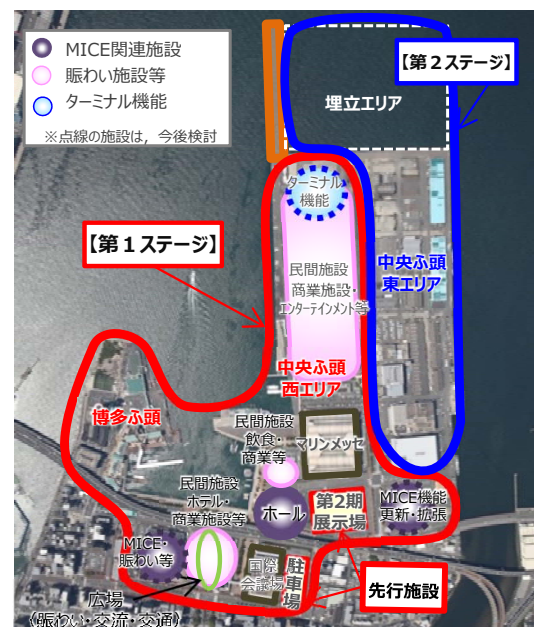 MICE関連施設
賑わい施設等
ターミナル機能
※点線の施設は，今後検討
【第２ステージ】
埋立エリア
ターミナル
機能
【第１ステージ】
民間施設
商業施設・
エンターテインメント等
中央ふ頭
東エリア
中央ふ頭
西エリア
博多ふ頭
民間施設
飲食・
商業等
マリンメッセ
民間施設
ホテル・
商業施設等
ホール
第2期
展示場
MICE機能
更新・拡張
MICE・
賑わい等
国際
会議場
駐車場
先行施設
広場
（賑わい・交流・交通）